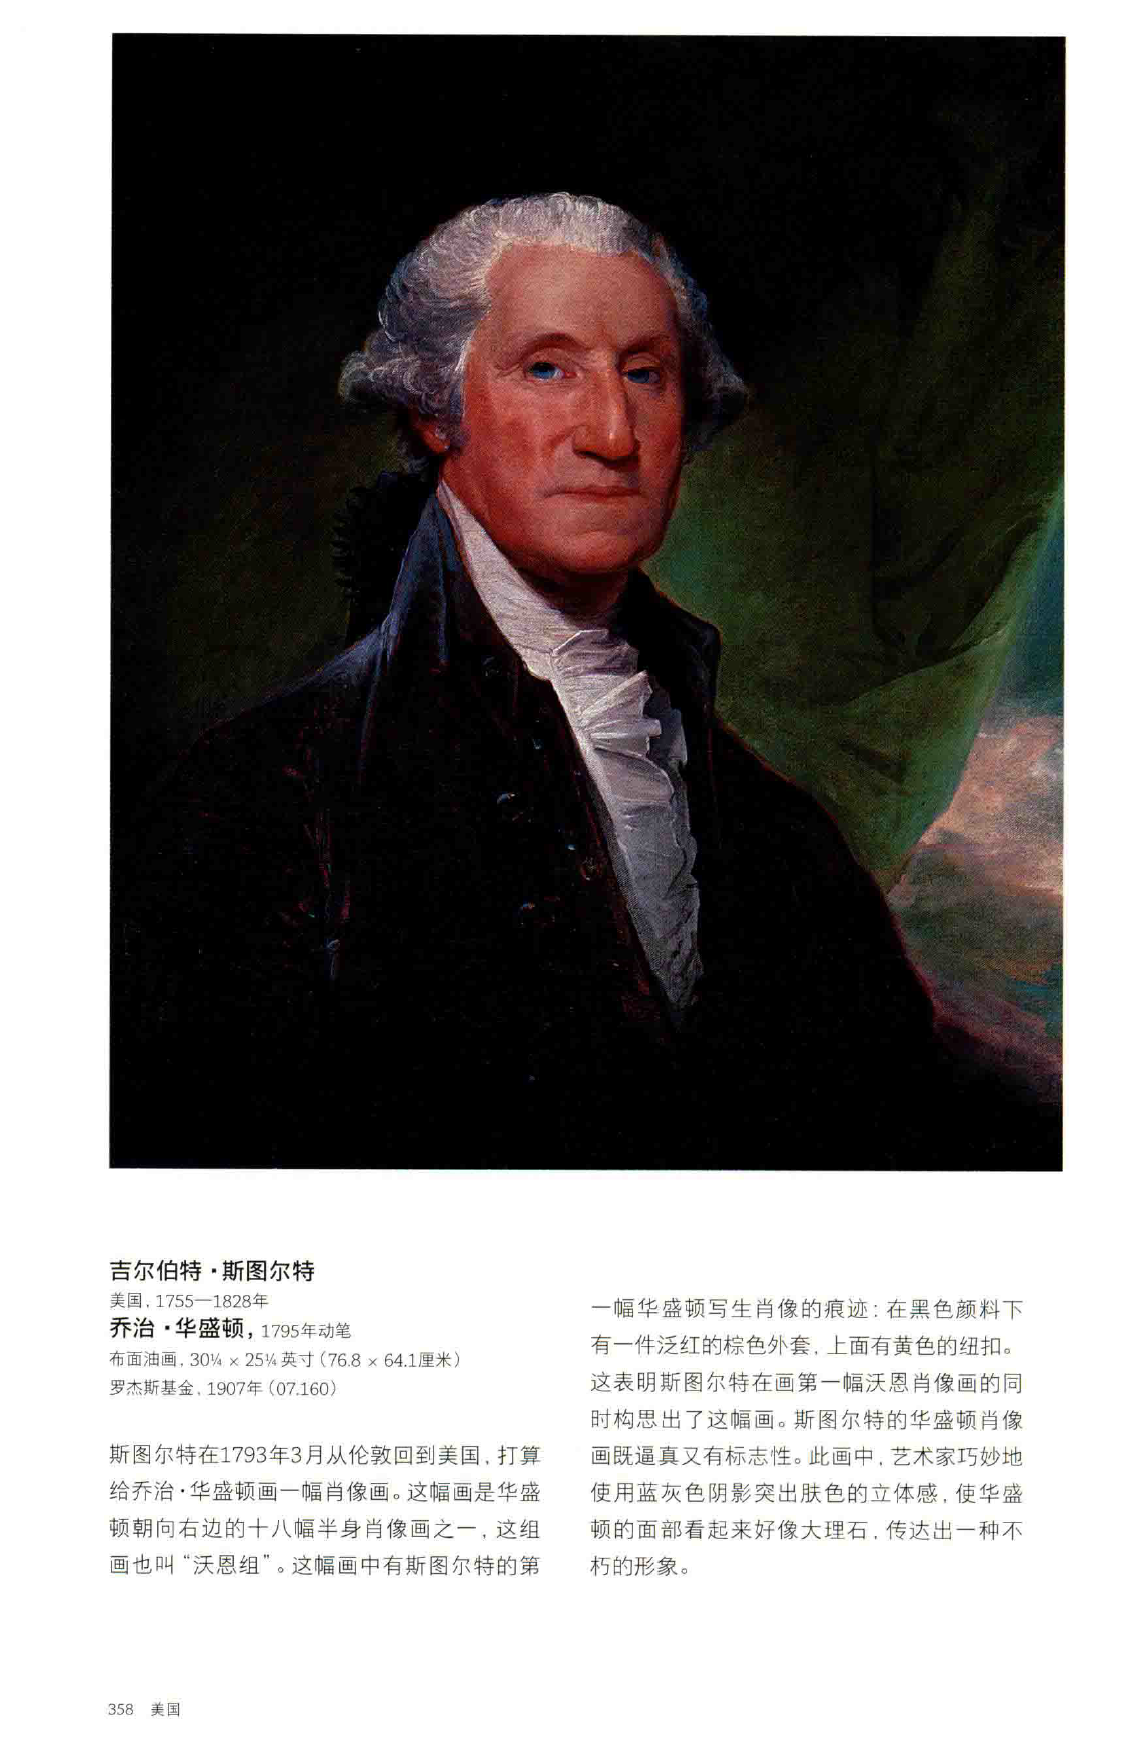 吉尔伯特·斯图尔特
美国，1755—1828年
乔治·华盛顿，1795年动笔
布面油画，30¼ × 25¼ 英寸（76.8 × 64.1厘米）
罗杰斯基金，1907年（07.160）
斯图尔特在1793年3月从伦敦回到美国，打算
给乔治·华盛顿画一幅肖像画。这幅画是华盛
顿朝向右边的十八幅半身肖像画之一，这组
画也叫“沃恩组”。这幅画中有斯图尔特的第
一幅华盛顿写生肖像的痕迹：在黑色颜料下
有一件泛红的棕色外套，上面有黄色的纽扣。
这表明斯图尔特在画第一幅沃恩肖像画的同
时构思出了这幅画。斯图尔特的华盛顿肖像
画既逼真又有标志性。此画中，艺术家巧妙地
使用蓝灰色阴影突出肤色的立体感，使华盛
顿的面部看起来好像大理石，传达出一种不
朽的形象。
358 美国